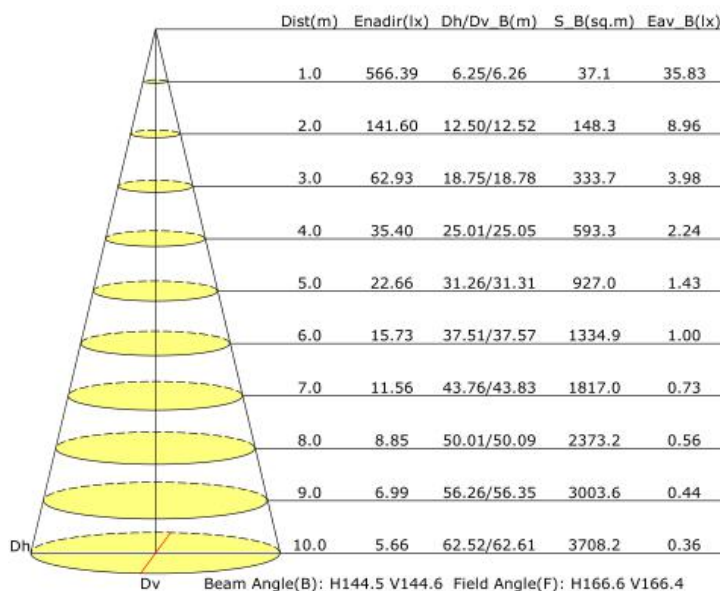 Dist(m) Enadir(lx) Dh/Dv_B(m) S_B(sq.m) Eav_B(lx)
1.0 566.39 6.25/6.26 37.1 35.83
2.0 141.60 12.50/12.52 148.3 8.96
3.0 62.93 18.75/18.78 333.7 3.98
4.0 35.40 25.01/25.05 593.3 2.24
5.0 22.66 31.26/31.31 927.0 1.43
6.0 15.73 37.51/37.57 1334.9 1.00
7.0 11.56 43.76/43.83 1817.0 0.73
8.0 8.85 50.01/50.09 2373.2 0.56
9.0 6.99 56.26/56.35 3003.6 0.44
Dh 10.0 5.66 62.52/62.61 3708.2 0.36
Dv Beam Angle(B): H144.5 V144.6 Field Angle(F): H166.6 V166.4